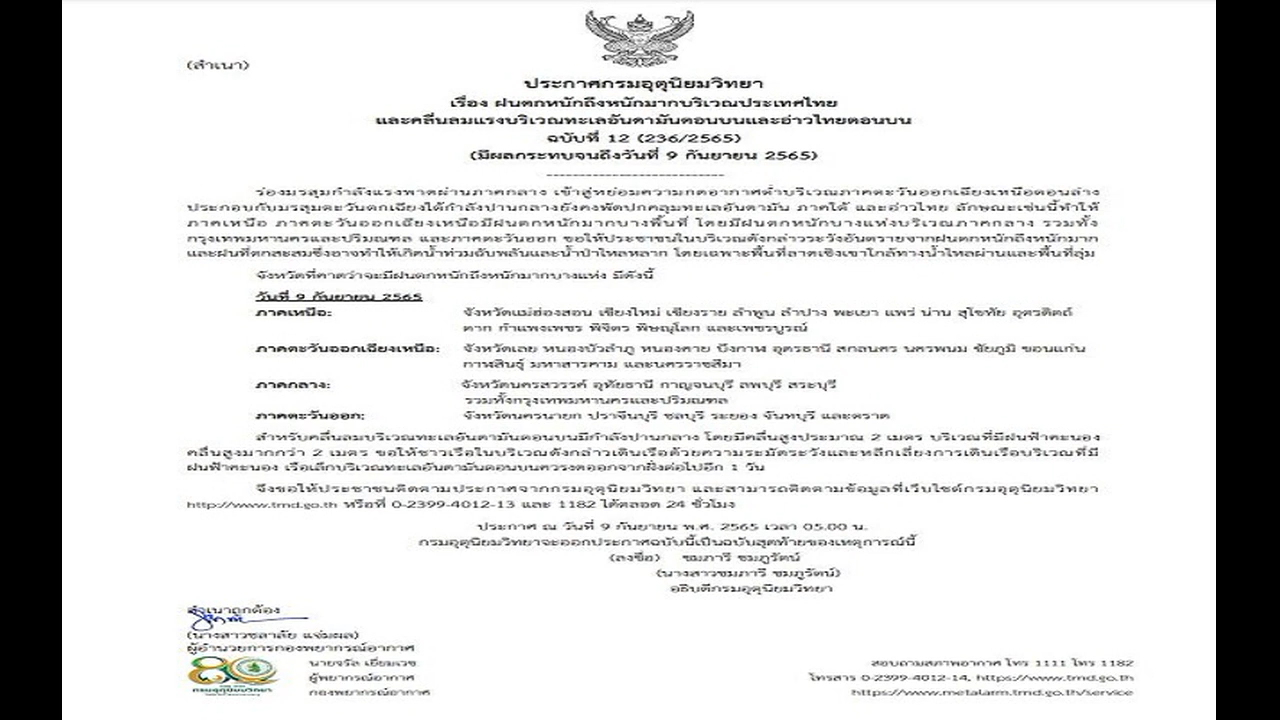 (สำเนา)
ประกาศกรมอุตุนิยมวิทยา
เรื่อง ฝนตกหนักถึงหนักมากบริเวณประเทศไทย
และคลื่นลมแรงบริเวณทะเลอันดามันตอนบนและอ่าวไทยตอนบน
ฉบับที่ 12 (236/2565)
(มีผลกระทบจนถึงวันที่ 9 กันยายน 2565)
---------------------------
ร่องมรสุมกำลังแรงพาดผ่านภาคกลาง เข้าสู่หย่อมความกดอากาศต่ำบริเวณภาคตะวันออกเฉียงเหนือตอนล่าง
ประกอบกับมรสุมตะวันตกเฉียงใต้กำลังปานกลางยังคงพัดปกคลุมทะเลอันดามัน ภาคใต้ และอ่าวไทย ลักษณะเช่นนี้ทำให้
ภาคเหนือ ภาคตะวันออกเฉียงเหนือมีฝนตกหนักมากบางพื้นที่ โดยมีฝนตกหนักบางแห่งบริเวณภาคกลาง รวมทั้ง
กรุงเทพมหานครและปริมณฑล และภาคตะวันออก ขอให้ประชาชนในบริเวณดังกล่าวระวังอันตรายจากฝนตกหนักถึงหนักมาก
และฝนที่ตกสะสมซึ่งอาจทำให้เกิดน้ำท่วมฉับพลันและน้ำป่าไหลหลาก โดยเฉพาะพื้นที่ลาดเชิงเขาใกล้ทางน้ำไหลผ่านและพื้นที่ลุ่ม
จังหวัดที่คาดว่าจะมีฝนตกหนักถึงหนักมากบางแห่ง มีดังนี้
วันที่ 9 กันยายน 2565
ภาคเหนือ: จังหวัดแม่ฮ่องสอน เชียงใหม่ เชียงราย ลำพูน ลำปาง พะเยา แพร่ น่าน สุโขทัย อุตรดิตถ์
ตาก กำแพงเพชร พิจิตร พิษณุโลก และเพชรบูรณ์
ภาคตะวันออกเฉียงเหนือ: จังหวัดเลย หนองบัวลำภู หนองคาย บึงกาฬ อุดรธานี สกลนคร นครพนม ชัยภูมิ ขอนแก่น
กาฬสินธุ์ มหาสารคาม และนครราชสีมา
ภาคกลาง: จังหวัดนครสวรรค์ อุทัยธานี กาญจนบุรี ลพบุรี สระบุรี
รวมทั้งกรุงเทพมหานครและปริมณฑล
ภาคตะวันออก: จังหวัดนครนายก ปราจีนบุรี ชลบุรี ระยอง จันทบุรี และตราด
สำหรับคลื่นลมบริเวณทะเลอันดามันตอนบนมีกำลังปานกลาง โดยมีคลื่นสูงประมาณ 2 เมตร บริเวณที่มีฝนฟ้าคะนอง
คลื่นสูงมากกว่า 2 เมตร ขอให้ชาวเรือในบริเวณดังกล่าวเดินเรือด้วยความระมัดระวังและหลีกเลี่ยงการเดินเรือบริเวณที่มี
ฝนฟ้าคะนอง เรือเล็กบริเวณทะเลอันดามันตอนบนควรงดออกจากฝั่งต่อไปอีก 1 วัน
จึงขอให้ประชาชนติดตามประกาศจากกรมอุตุนิยมวิทยา และสามารถติดตามข้อมูลที่เว็บไซต์กรมอุตุนิยมวิทยา
http://www.tmd.go.th หรือที่ 0-2399-4012-13 และ 1182 ได้ตลอด 24 ชั่วโมง
ประกาศ ณ วันที่ 9 กันยายน พ.ศ. 2565 เวลา 05.00 น.
กรมอุตุนิยมวิทยาจะออกประกาศฉบับนี้เป็นฉบับสุดท้ายของเหตุการณ์นี้
(ลงชื่อ) ชมภารี ชมภูรัตน์
(นางสาวชมภารี ชมภูรัตน์)
อธิบดีกรมอุตุนิยมวิทยา
สำเนาถูกต้อง
(นางสาวชลาลัย แจ่มผล)
ผู้อำนวยการกองพยากรณ์อากาศ
นายจรัล เยี่ยมเวช
ผู้พยากรณ์อากาศ
กองพยากรณ์อากาศ
กรมอุตุนิยมวิทยา
สอบถามสภาพอากาศ โทร 1111 โทร 1182
โทรสาร 0-2399-4012-14, https://www.tmd.go.th
https://www.metalarm.tmd.go.th/service